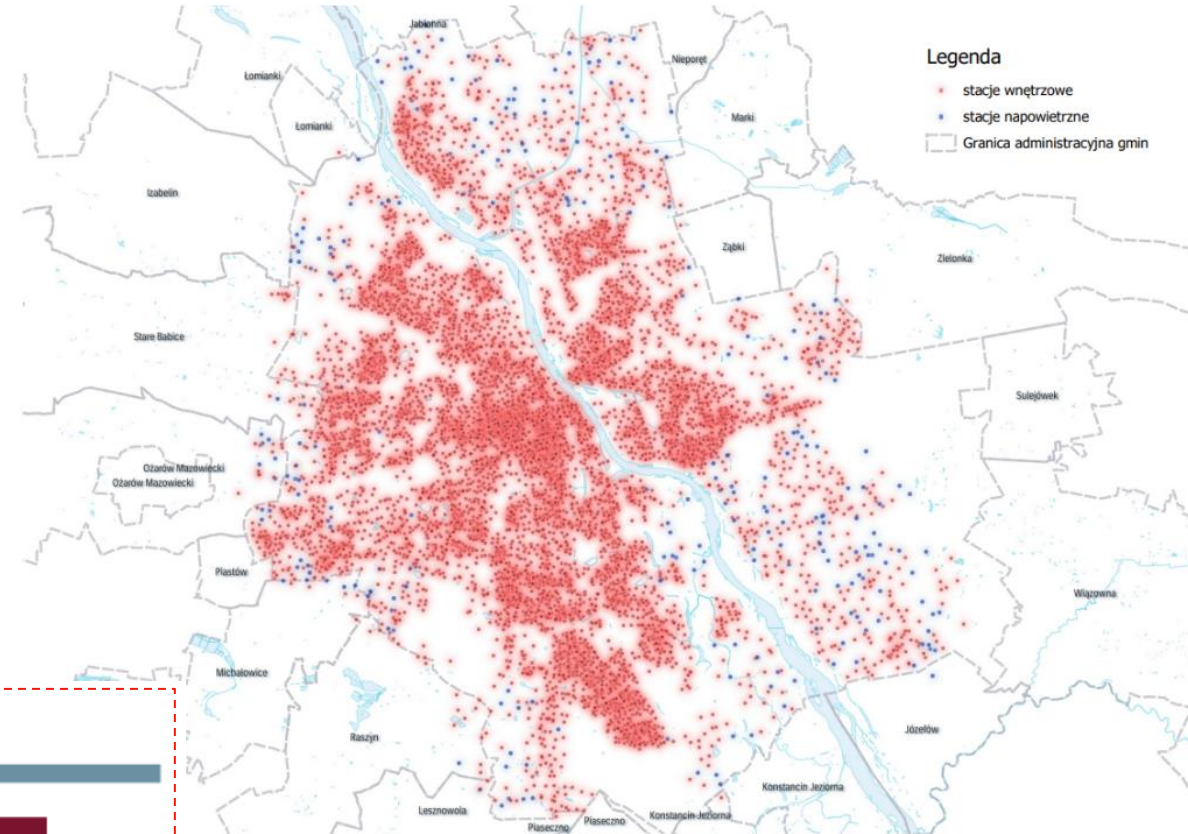 Jabłonna
Legenda
Nieporęt
Łomianki
stacje wnętrzowe
stacje napowietrzne
Marki
Łomianki
Granica administracyjna gmin
Izabelin
Ząbki
Zielonka
Stare Babice
Sulejówek
Ożarów Mazowiecki
Ożarów Mazowiecki
Piastów
Wiązowna
Michałowice
Raszyn
Józefów
Konstancin Jeziorna
Lesznowola
Konstancin-Jeziorna
Piaseczno
Piaseczno